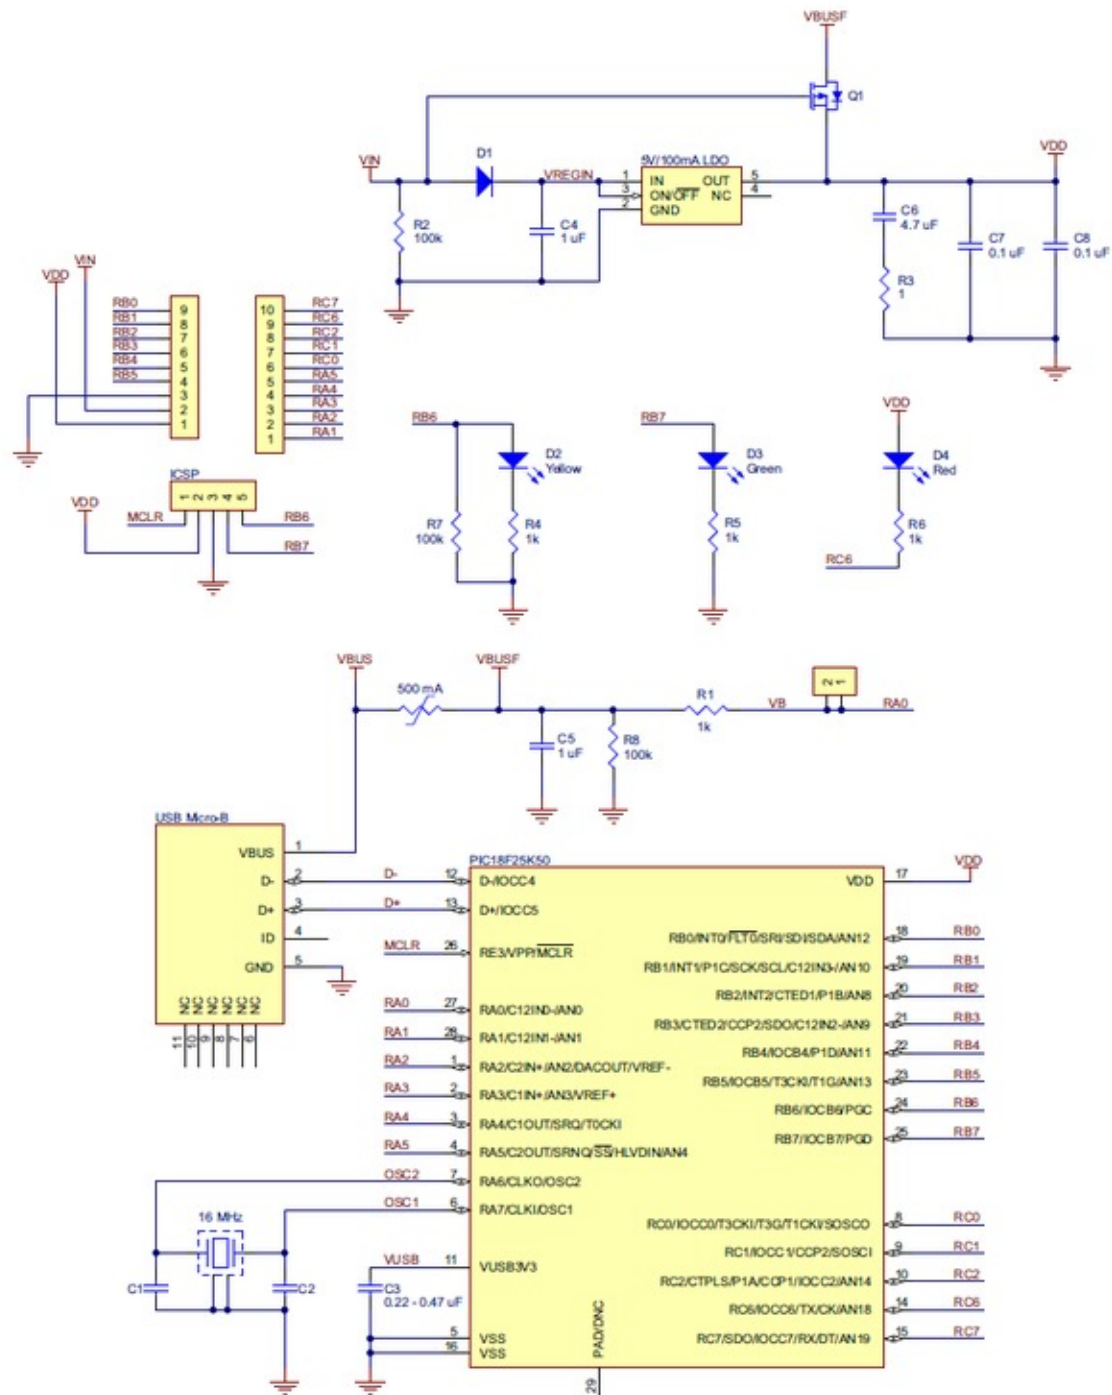 VBUSF
Q1
VIN
D1
VREGIN
5V/100mA LDO
1 IN OUT 5
3 ON/OFF NC 4
2 GND
VDD
R2
100k
C4
1 uF
C6
4.7 uF
R3
1
C7
0.1 uF
C8
0.1 uF
VDD
VIN
RB0 9
RB1 8
RB2 7
RB3 6
RB4 5
RB5 4
3
2
1
10 RC7
9 RC6
8 RC2
7 RC1
6 RC0
5 RA5
4 RA4
3 RA3
2 RA2
1 RA1
ICSP
1 2 3 4 5
VDD
MCLR
RB6
RB7
RB6
D2
Yellow
R7
100k
R4
1k
RB7
D3
Green
R5
1k
VDD
D4
Red
R6
1k
RC6
VBUS
500 mA
VBUSF
C5
1 uF
R8
100k
R1
1k
VB
2 1
RA0
USB Micro-B
VBUS 1
D- 2
D+ 3
ID 4
GND 5
NC NC NC NC NC NC
11 10 9 8 7 6
D-
D+
PIC18F25K50
12 D-/IOCC4
13 D+/IOCC5
MCLR 26 RE3/VPP/MCLR
RA0 27 RA0/C12IN0-/AN0
RA1 28 RA1/C12IN1-/AN1
RA2 1 RA2/C2IN+/AN2/DACOUT/VREF-
RA3 2 RA3/C1IN+/AN3/VREF+
RA4 3 RA4/C1OUT/SRQ/T0CKI
RA5 4 RA5/C2OUT/SRNQ/SS/HLVDIN/AN4
OSC2 7 RA6/CLKO/OSC2
OSC1 6 RA7/CLKI/OSC1
VUSB 11 VUSB3V3
5 VSS
16 VSS
PAD/DNC
29
VDD 17 VDD
RB0/INT0/FLT0/SRI/SDI/SDA/AN12 18 RB0
RB1/INT1/P1C/SCK/SCL/C12IN3-/AN10 19 RB1
RB2/INT2/CTED1/P1B/AN8 20 RB2
RB3/CTED2/CCP2/SDO/C12IN2-/AN9 21 RB3
RB4/IOCB4/P1D/AN11 22 RB4
RB5/IOCB5/T3CKI/T1G/AN13 23 RB5
RB6/IOCB6/PGC 24 RB6
RB7/IOCB7/PGD 25 RB7
RC0/IOCC0/T3CKI/T3G/T1CKI/SOSCO 8 RC0
RC1/IOCC1/CCP2/SOSCI 9 RC1
RC2/CTPLS/P1A/CCP1/IOCC2/AN14 10 RC2
RC6/IOCC6/TX/CK/AN18 14 RC6
RC7/SDO/IOCC7/RX/DT/AN19 15 RC7
16 MHz
C1
C2
C3
0.22 - 0.47 uF